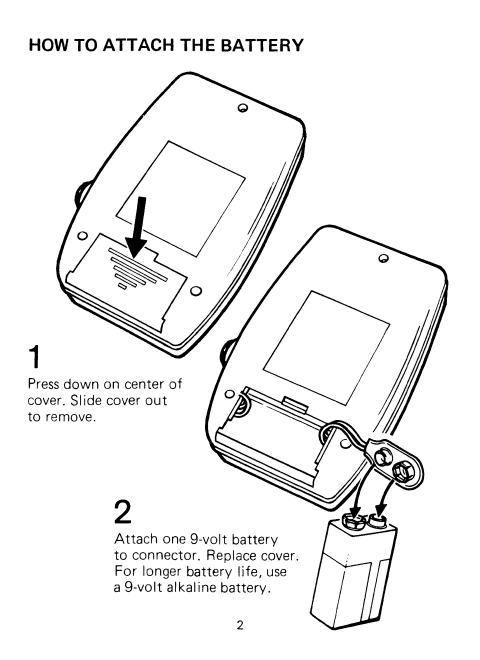 HOW TO ATTACH THE BATTERY
1
Press down on center of
cover. Slide cover out
to remove.
2
Attach one 9-volt battery
to connector. Replace cover.
For longer battery life, use
a 9-volt alkaline battery.
2